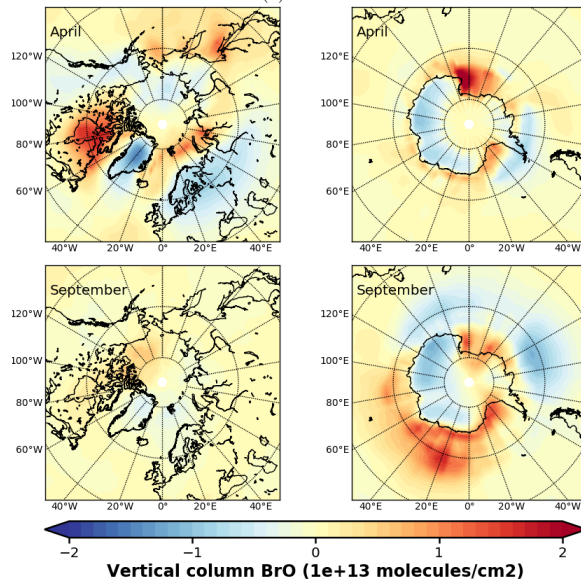 April
120°W
100°W
80°W
60°W
40°W 20°W 0° 20°E 40°E
April
120°E
100°E
80°E
60°E
60°W 40°W 20°W 0° 20°W
September
120°W
100°W
80°W
60°W
40°W 20°W 0° 20°E 40°E
September
120°E
100°E
80°E
60°E
60°W 40°W 20°W 0° 20°W
−2 −1 0 1 2
Vertical column BrO (1e+13 molecules/cm2)